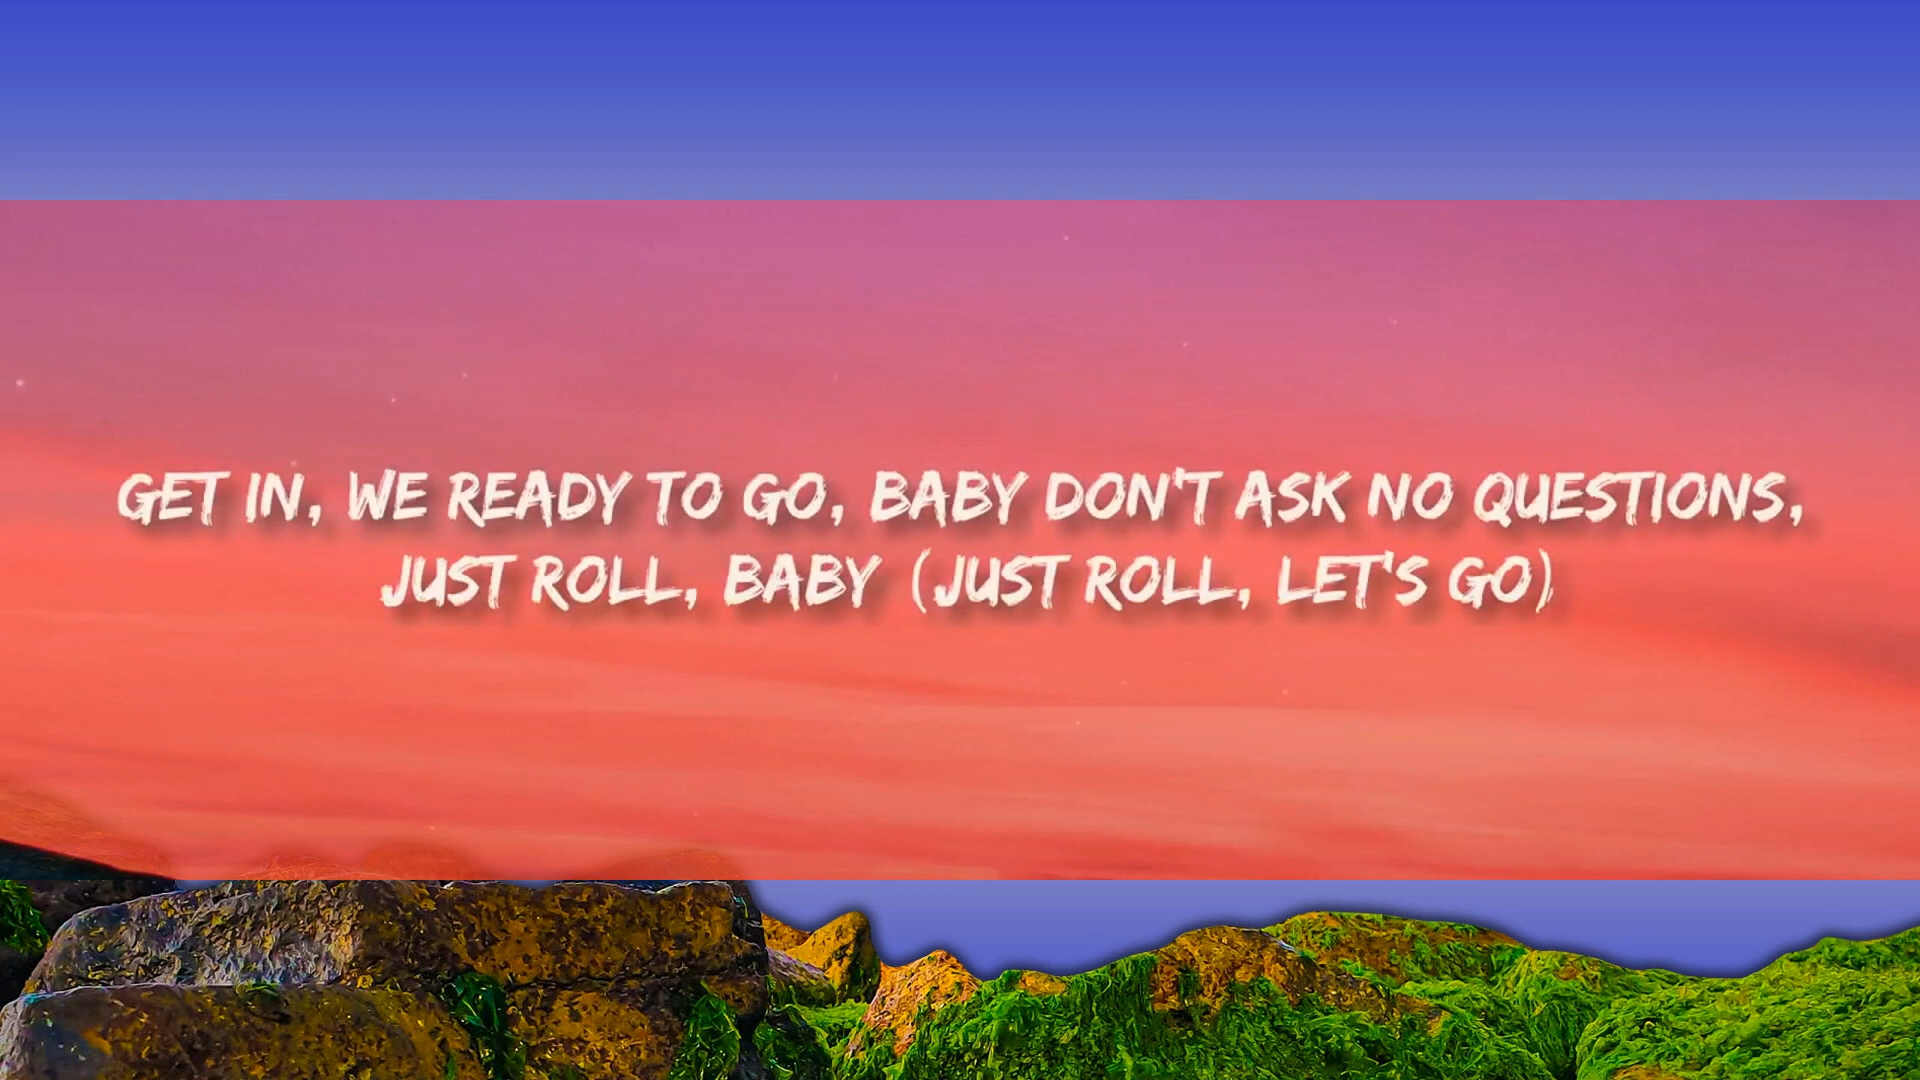 GET IN, WE READY TO GO, BABY DON'T ASK NO QUESTIONS,
JUST ROLL, BABY (JUST ROLL, LET'S GO)